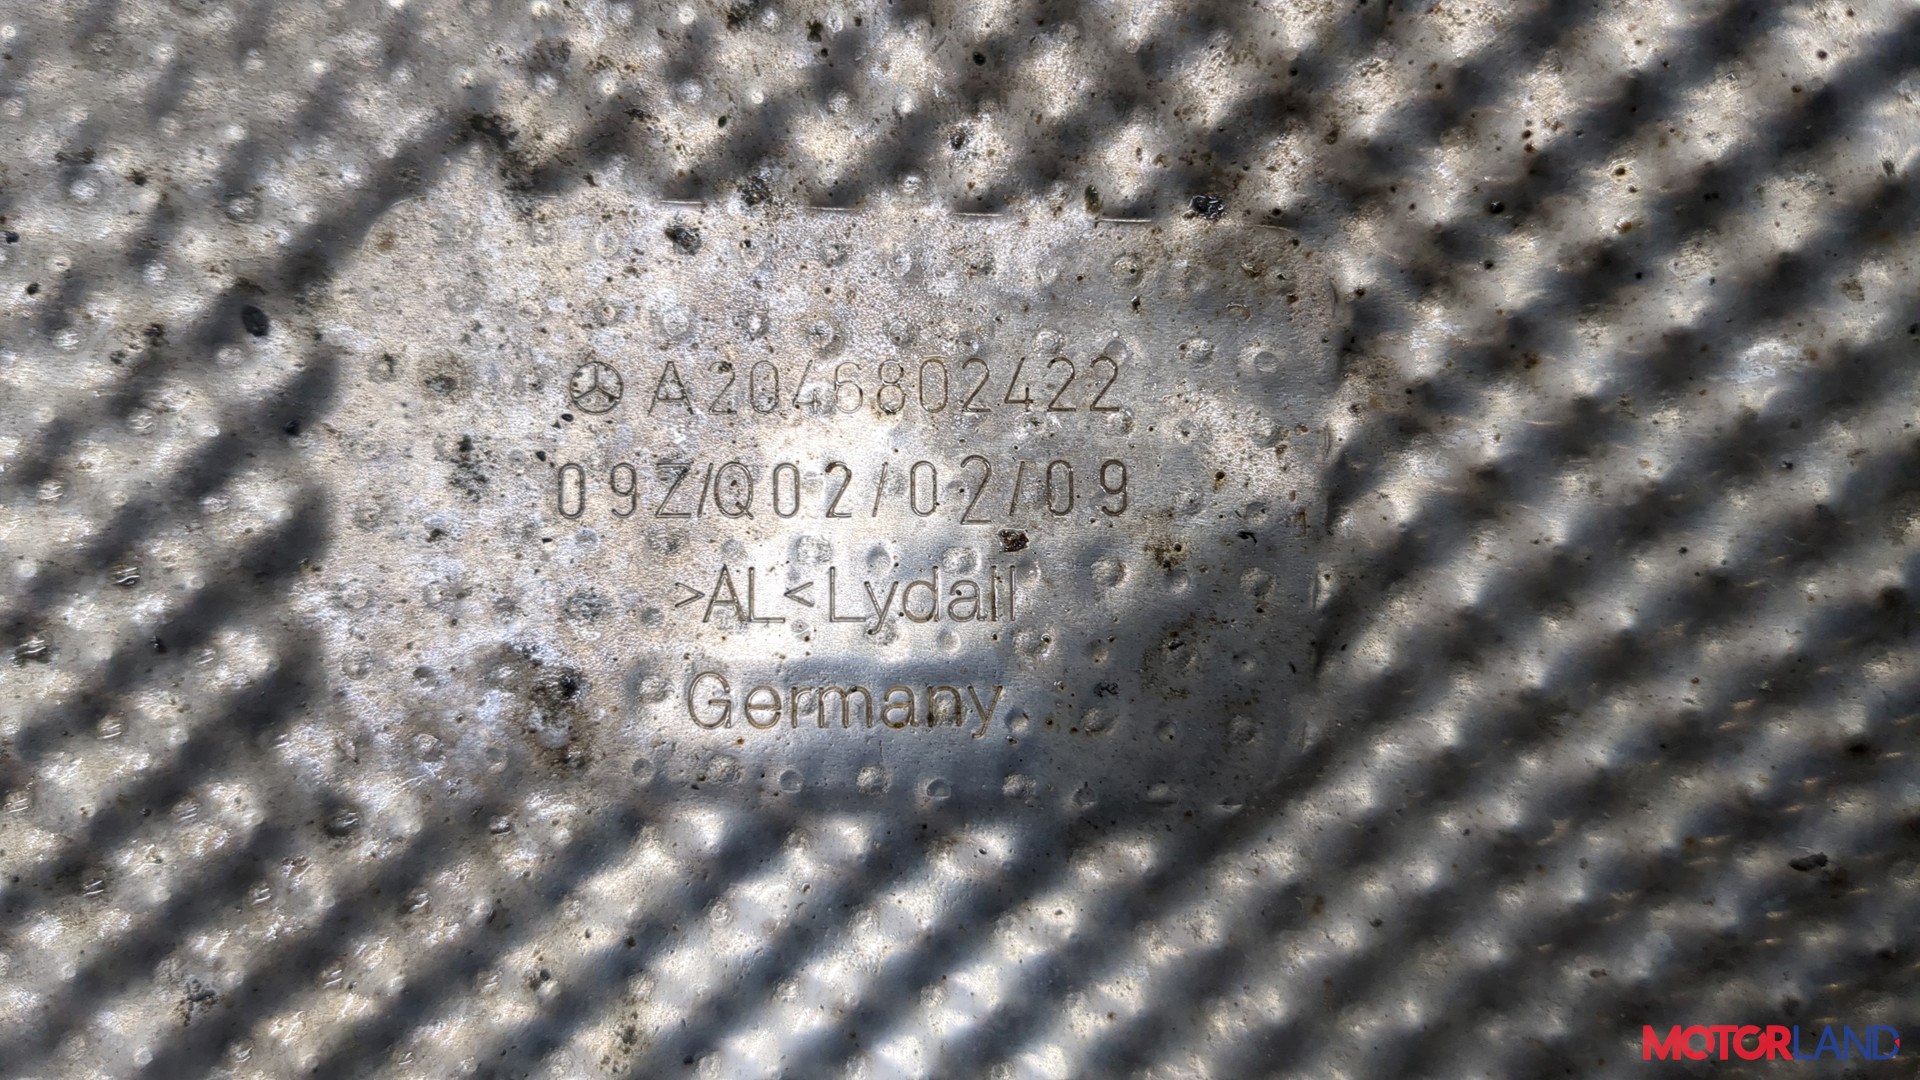 A2046802422
09Z/Q02/02/09
>AL< Lydall
Germany
MOTORLAND